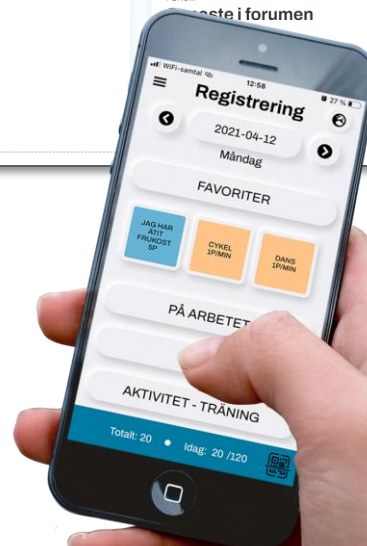 i forumen
WiFi-samtal
12:58
27 %
Registrering
2021-04-12
Måndag
FAVORITER
JAG HAR
ÄTIT
FRUKOST
5P
CYKEL
1P/MIN
DANS
1P/MIN
PÅ ARBETET
AKTIVITET - TRÄNING
Totalt: 20
Idag: 20 /120